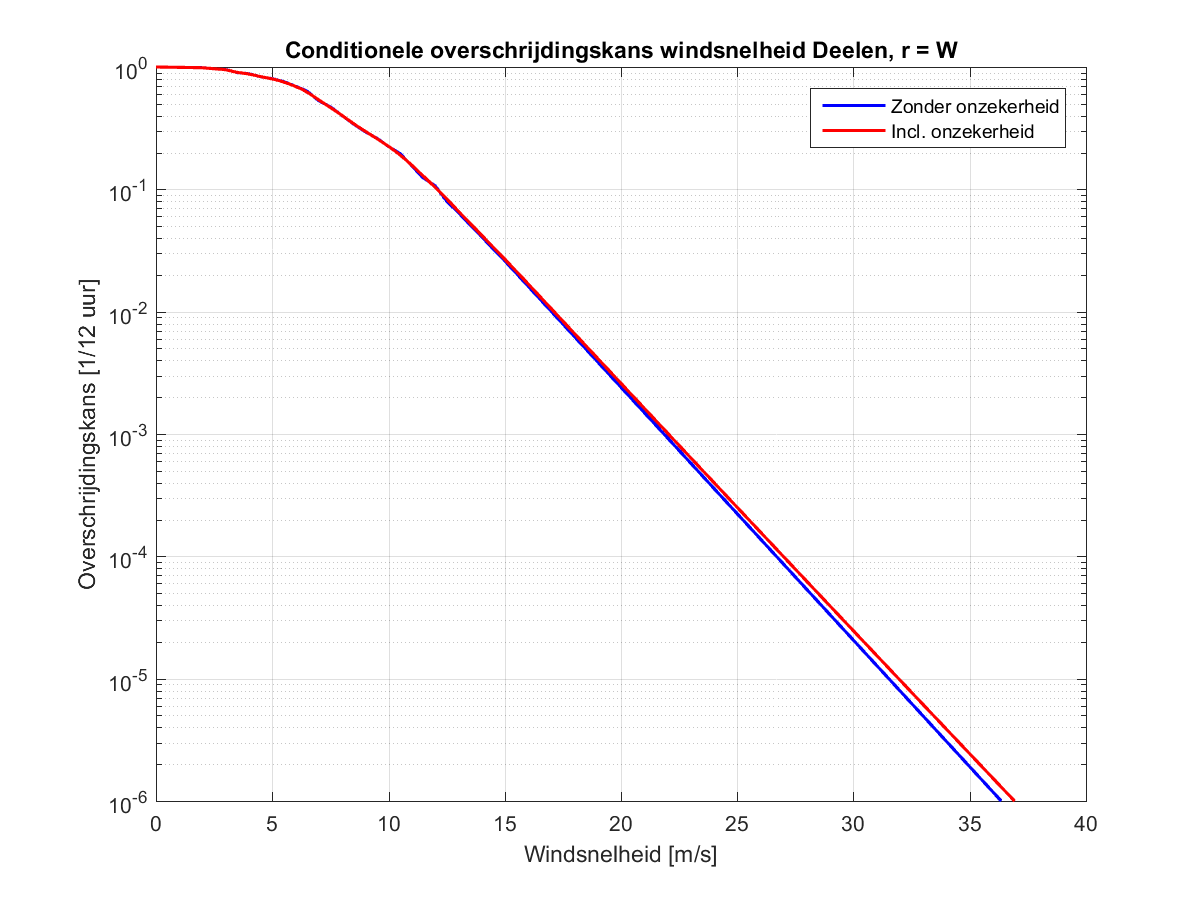 Conditionele overschrijdingskans windsnelheid Deelen, r = W
Zonder onzekerheid
Incl. onzekerheid
Overschrijdingskans [1/12 uur]
10^0
10^-1
10^-2
10^-3
10^-4
10^-5
10^-6
0 5 10 15 20 25 30 35 40
Windsnelheid [m/s]